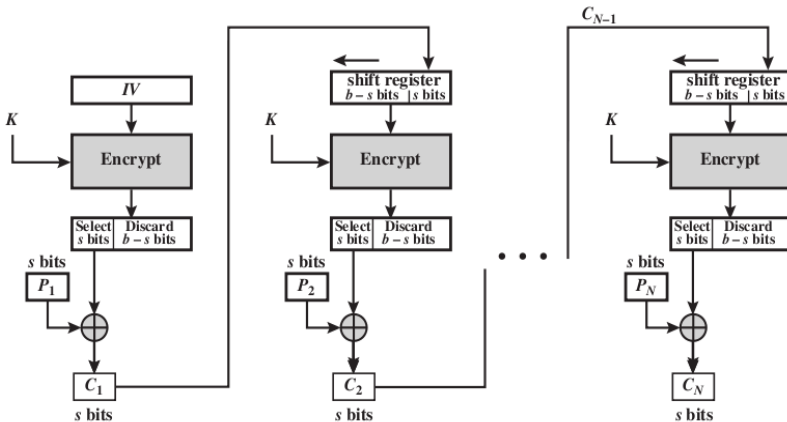 C_{N-1}
IV
shift register
b – s bits | s bits
shift register
b – s bits | s bits
K
Encrypt
K
Encrypt
K
Encrypt
Select
s bits
Discard
b – s bits
Select
s bits
Discard
b – s bits
Select
s bits
Discard
b – s bits
s bits
P_1
s bits
P_2
• • •
s bits
P_N
C_1
s bits
C_2
s bits
C_N
s bits